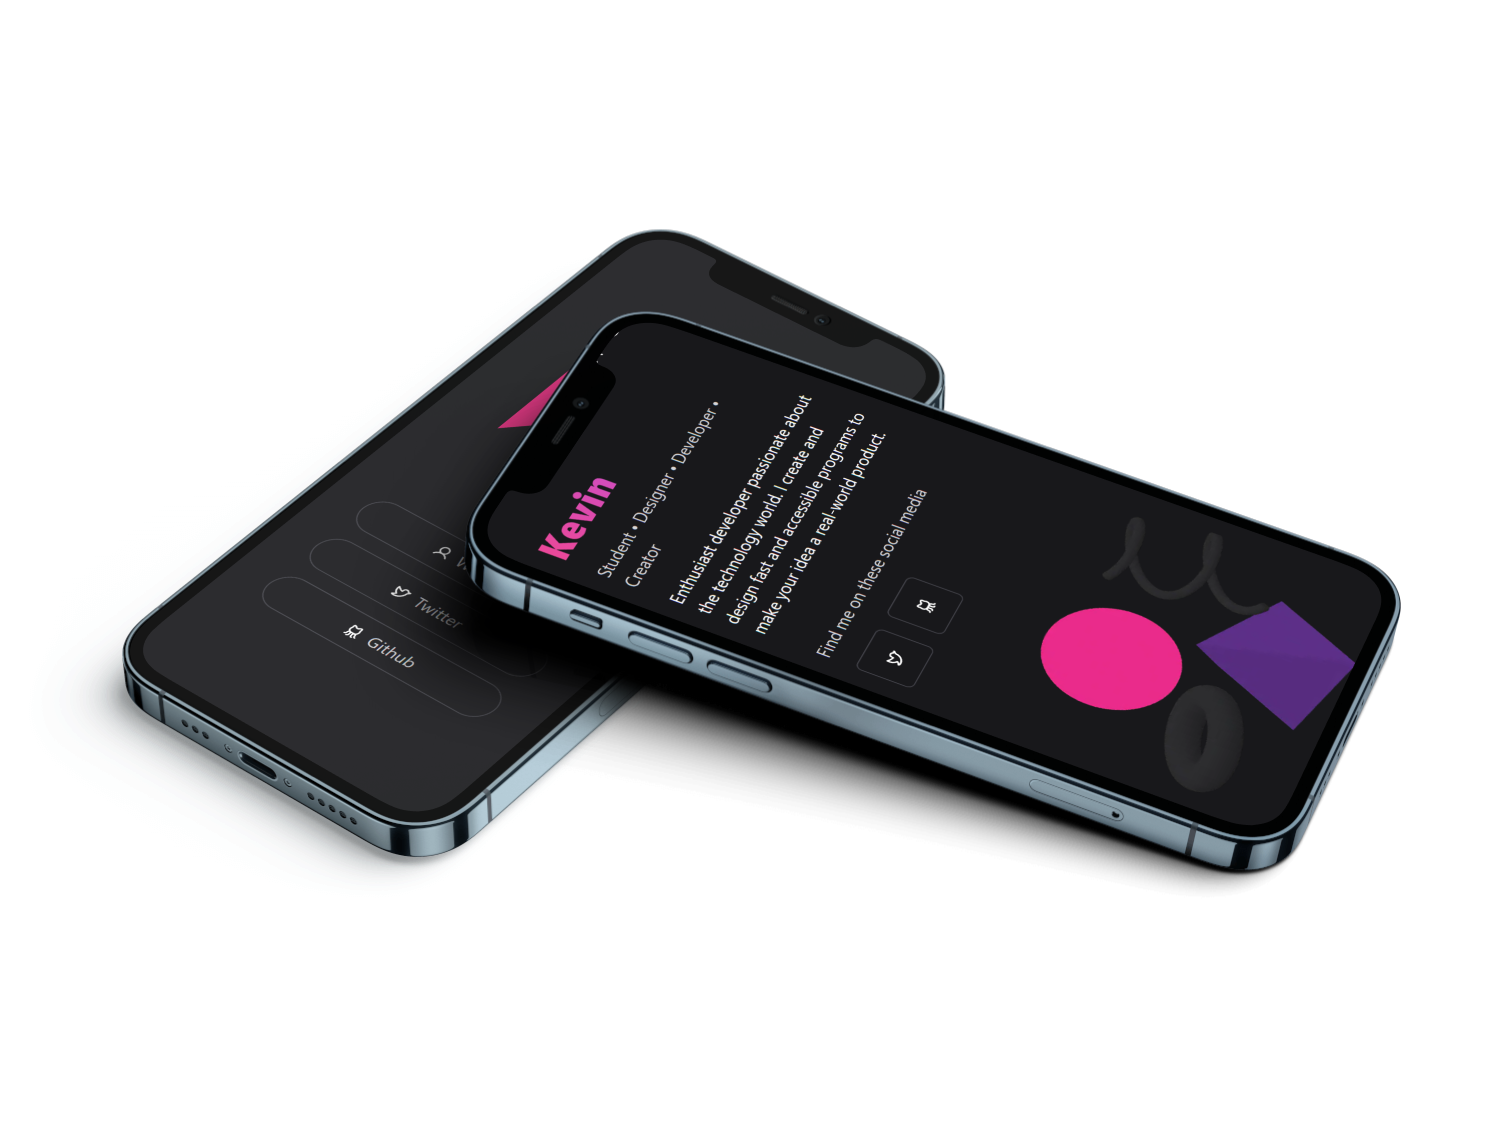 Kevin
Student • Designer • Developer •
Creator
Enthusiast developer passionate about
the technology world. I create and
design fast and accessible programs to
make your idea a real-world product.
Find me on these social media
Twitter
Github